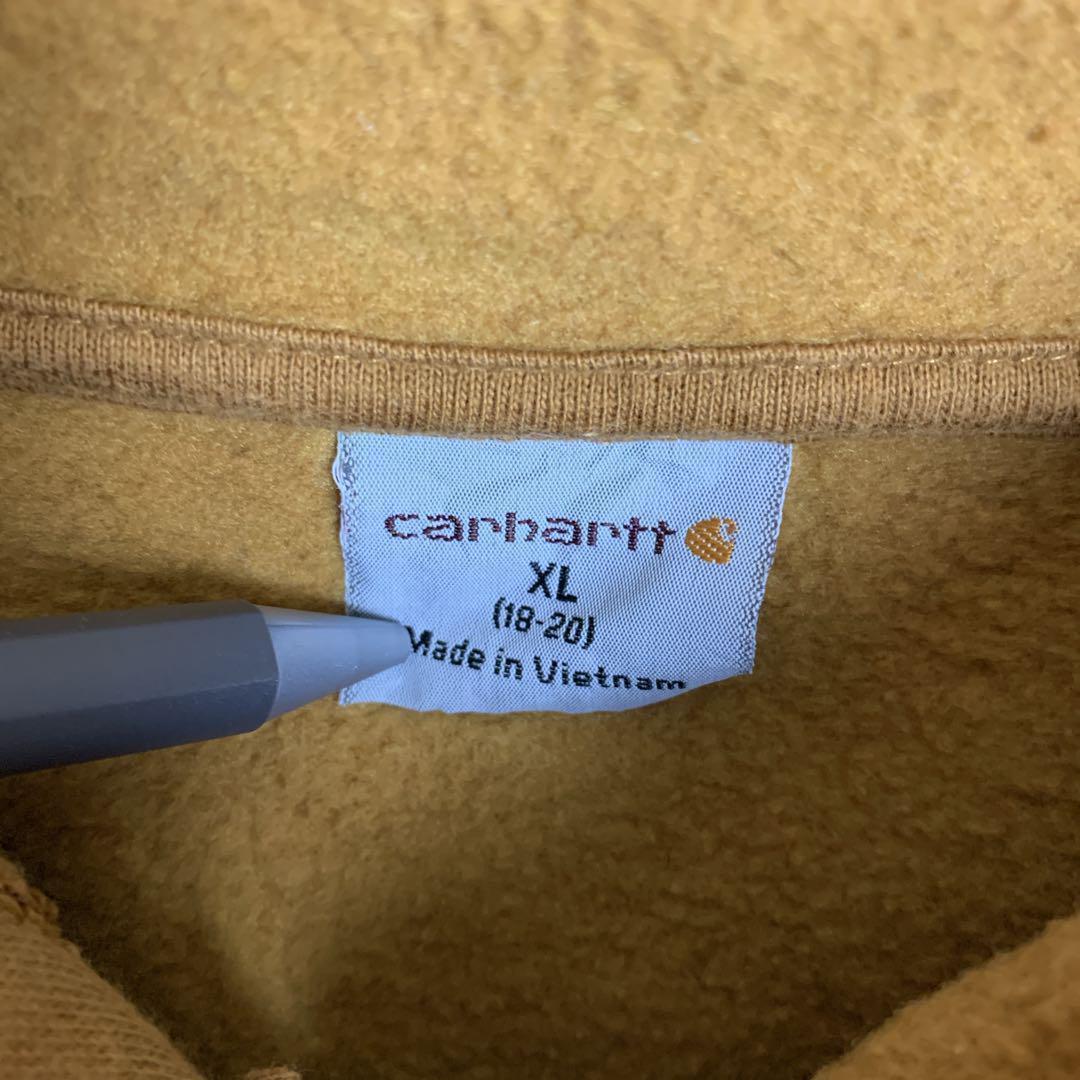 carhartt
XL
(18-20)
Made in Vietnam